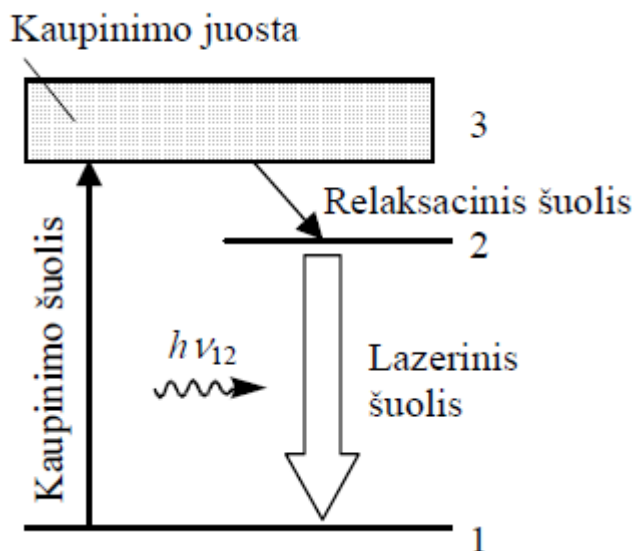 Kaupinimo juosta
3
Relaksacinis šuolis
2
Kaupinimo šuolis
hν12
Lazerinis
šuolis
1